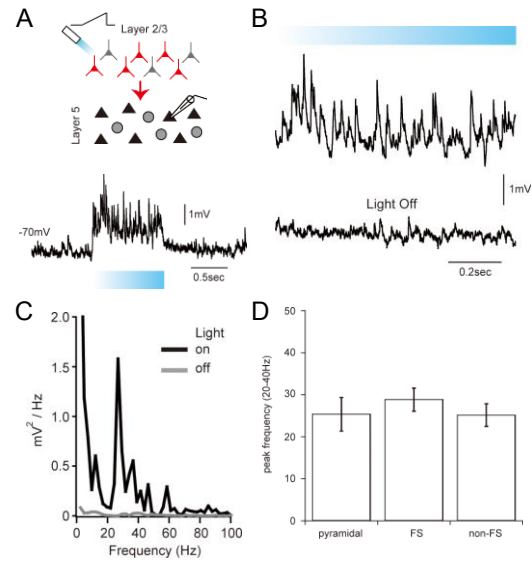 A
Layer 2/3
Layer 5
-70mV
1mV
0.5sec
B
Light Off
1mV
0.2sec
C
2.0
1.5
1.0
0.5
0
mV2 / Hz
Light
on
off
0 20 40 60 80 100
Frequency (Hz)
D
50
40
30
20
10
0
peak frequency (20-40Hz)
pyramidal FS non-FS